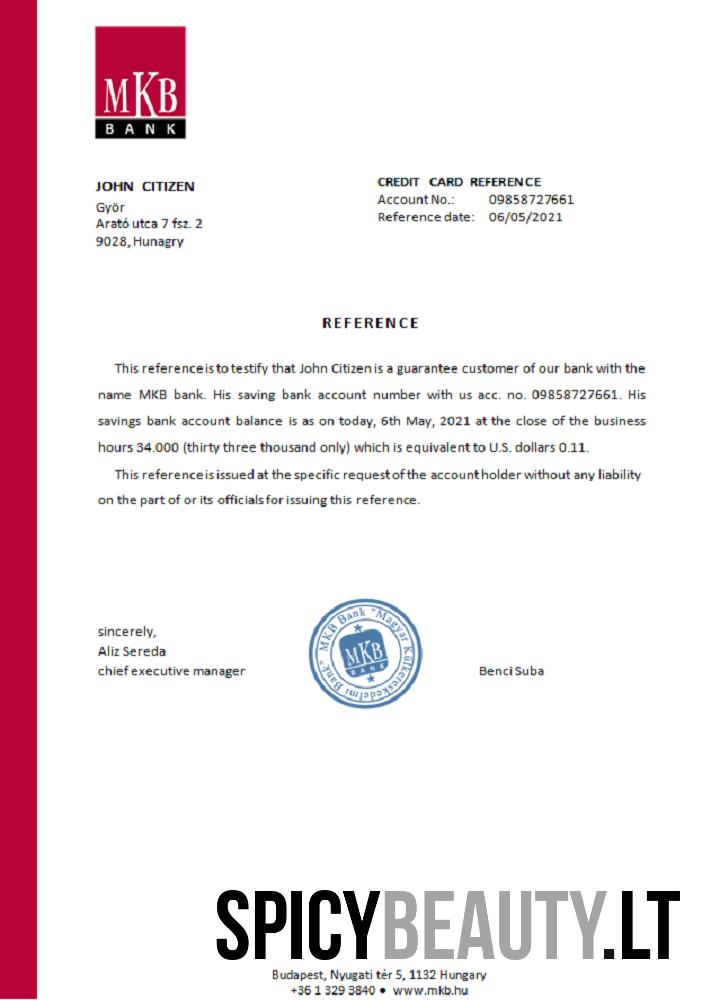 MKB
BANK
JOHN CITIZEN
Győr
Arató utca 7 fsz. 2
9028, Hunagry
CREDIT CARD REFERENCE
Account No.: 09858727661
Reference date: 06/05/2021
REFERENCE
This reference is to testify that John Citizen is a guarantee customer of our bank with the
name MKB bank. His saving bank account number with us acc. no. 09858727661. His
savings bank account balance is as on today, 6th May, 2021 at the close of the business
hours 34.000 (thirty three thousand only) which is equivalent to U.S. dollars 0.11.
This reference is issued at the specific request of the account holder without any liability
on the part of or its officials for issuing this reference.
sincerely,
Aliz Sereda
chief executive manager
MKB Bank "Magyar Külkereskedelmi Bank"
MKB
BANK
Benci Suba
SPICYBEAUTY.LT
Budapest, Nyugati tér 5, 1132 Hungary
+36 1 329 3840 • www.mkb.hu